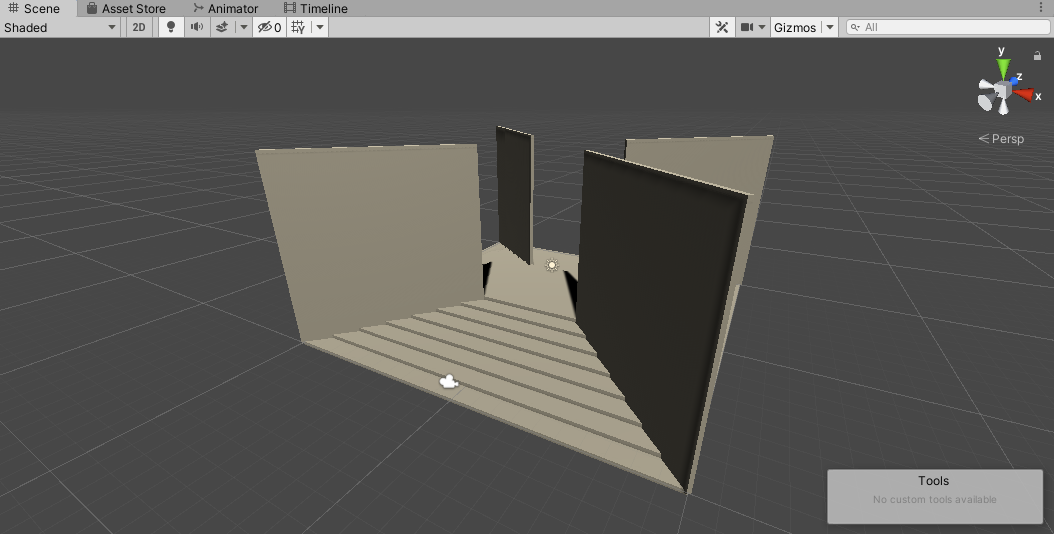 Scene Asset Store Animator Timeline
Shaded 2D 0 Gizmos All
y
z
x
Persp
Tools
No custom tools available